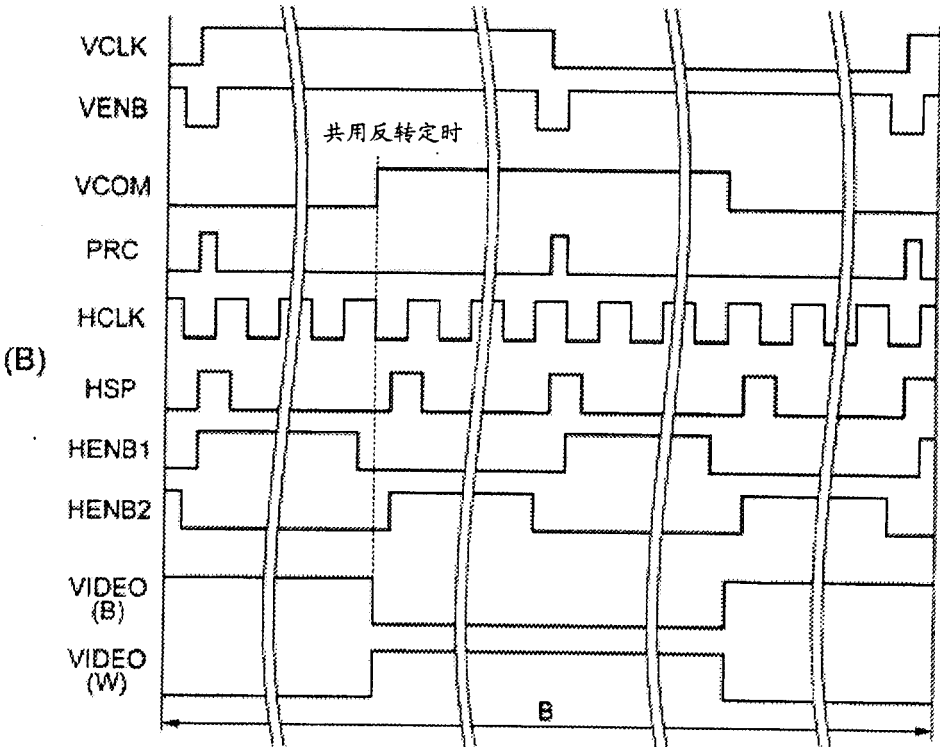 VCLK
VENB
共用反转定时
VCOM
PRC
HCLK
(B)
HSP
HENB1
HENB2
VIDEO
(B)
VIDEO
(W)
B